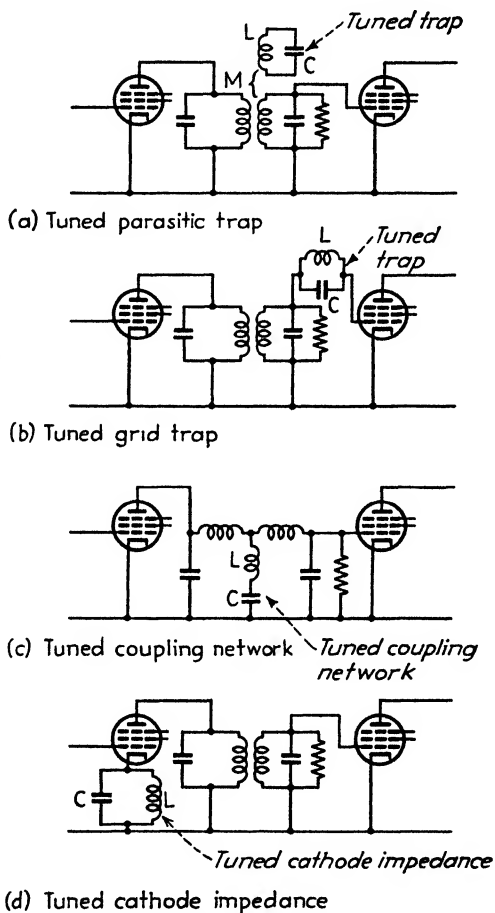 L
Tuned trap
C
M
(a) Tuned parasitic trap
L
Tuned
trap
C
(b) Tuned grid trap
L
C
(c) Tuned coupling network
Tuned coupling
network
C
L
Tuned cathode impedance
(d) Tuned cathode impedance